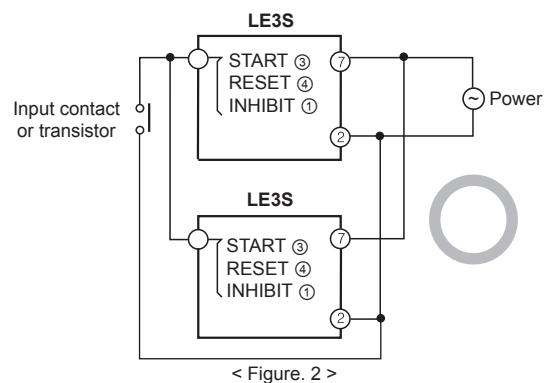 LE3S
START ③
RESET ④
INHIBIT ①
7
2
Input contact
or transistor
~
Power
LE3S
START ③
RESET ④
INHIBIT ①
7
2
< Figure. 2 >